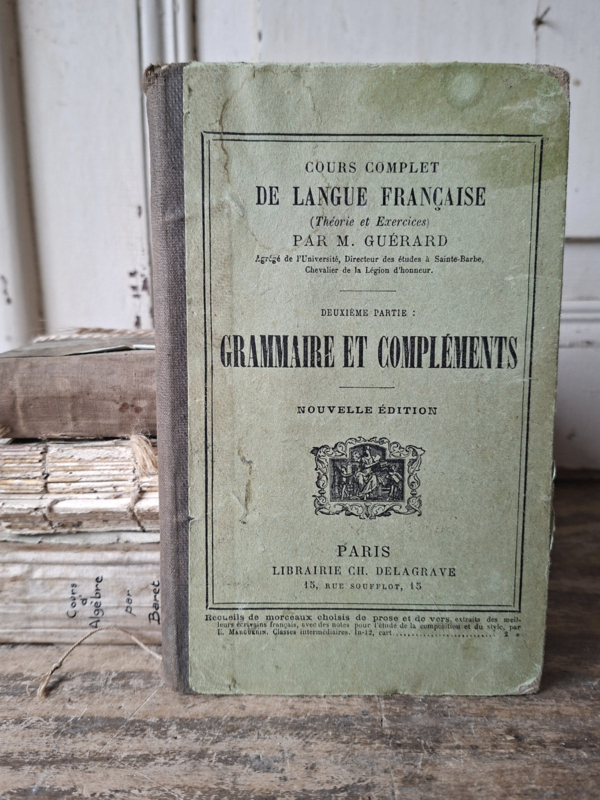 COURS COMPLET
DE LANGUE FRANÇAISE
(Théorie et Exercices)
PAR M. GUÉRARD
Agrégé de l'Université, Directeur des études à Sainte-Barbe,
Chevalier de la Légion d'honneur.
DEUXIÈME PARTIE :
GRAMMAIRE ET COMPLÉMENTS
NOUVELLE ÉDITION
PARIS
LIBRAIRIE CH. DELAGRAVE
15, RUE SOUFFLOT, 15
Recueils de morceaux choisis de prose et de vers, extraits des meil-
leurs écrivains français, avec des notes pour l'étude de la composition et du style, par
E. MARGUERIN. Classes intermédiaires. In-12, cart.
Cours
d'
Algèbre
par